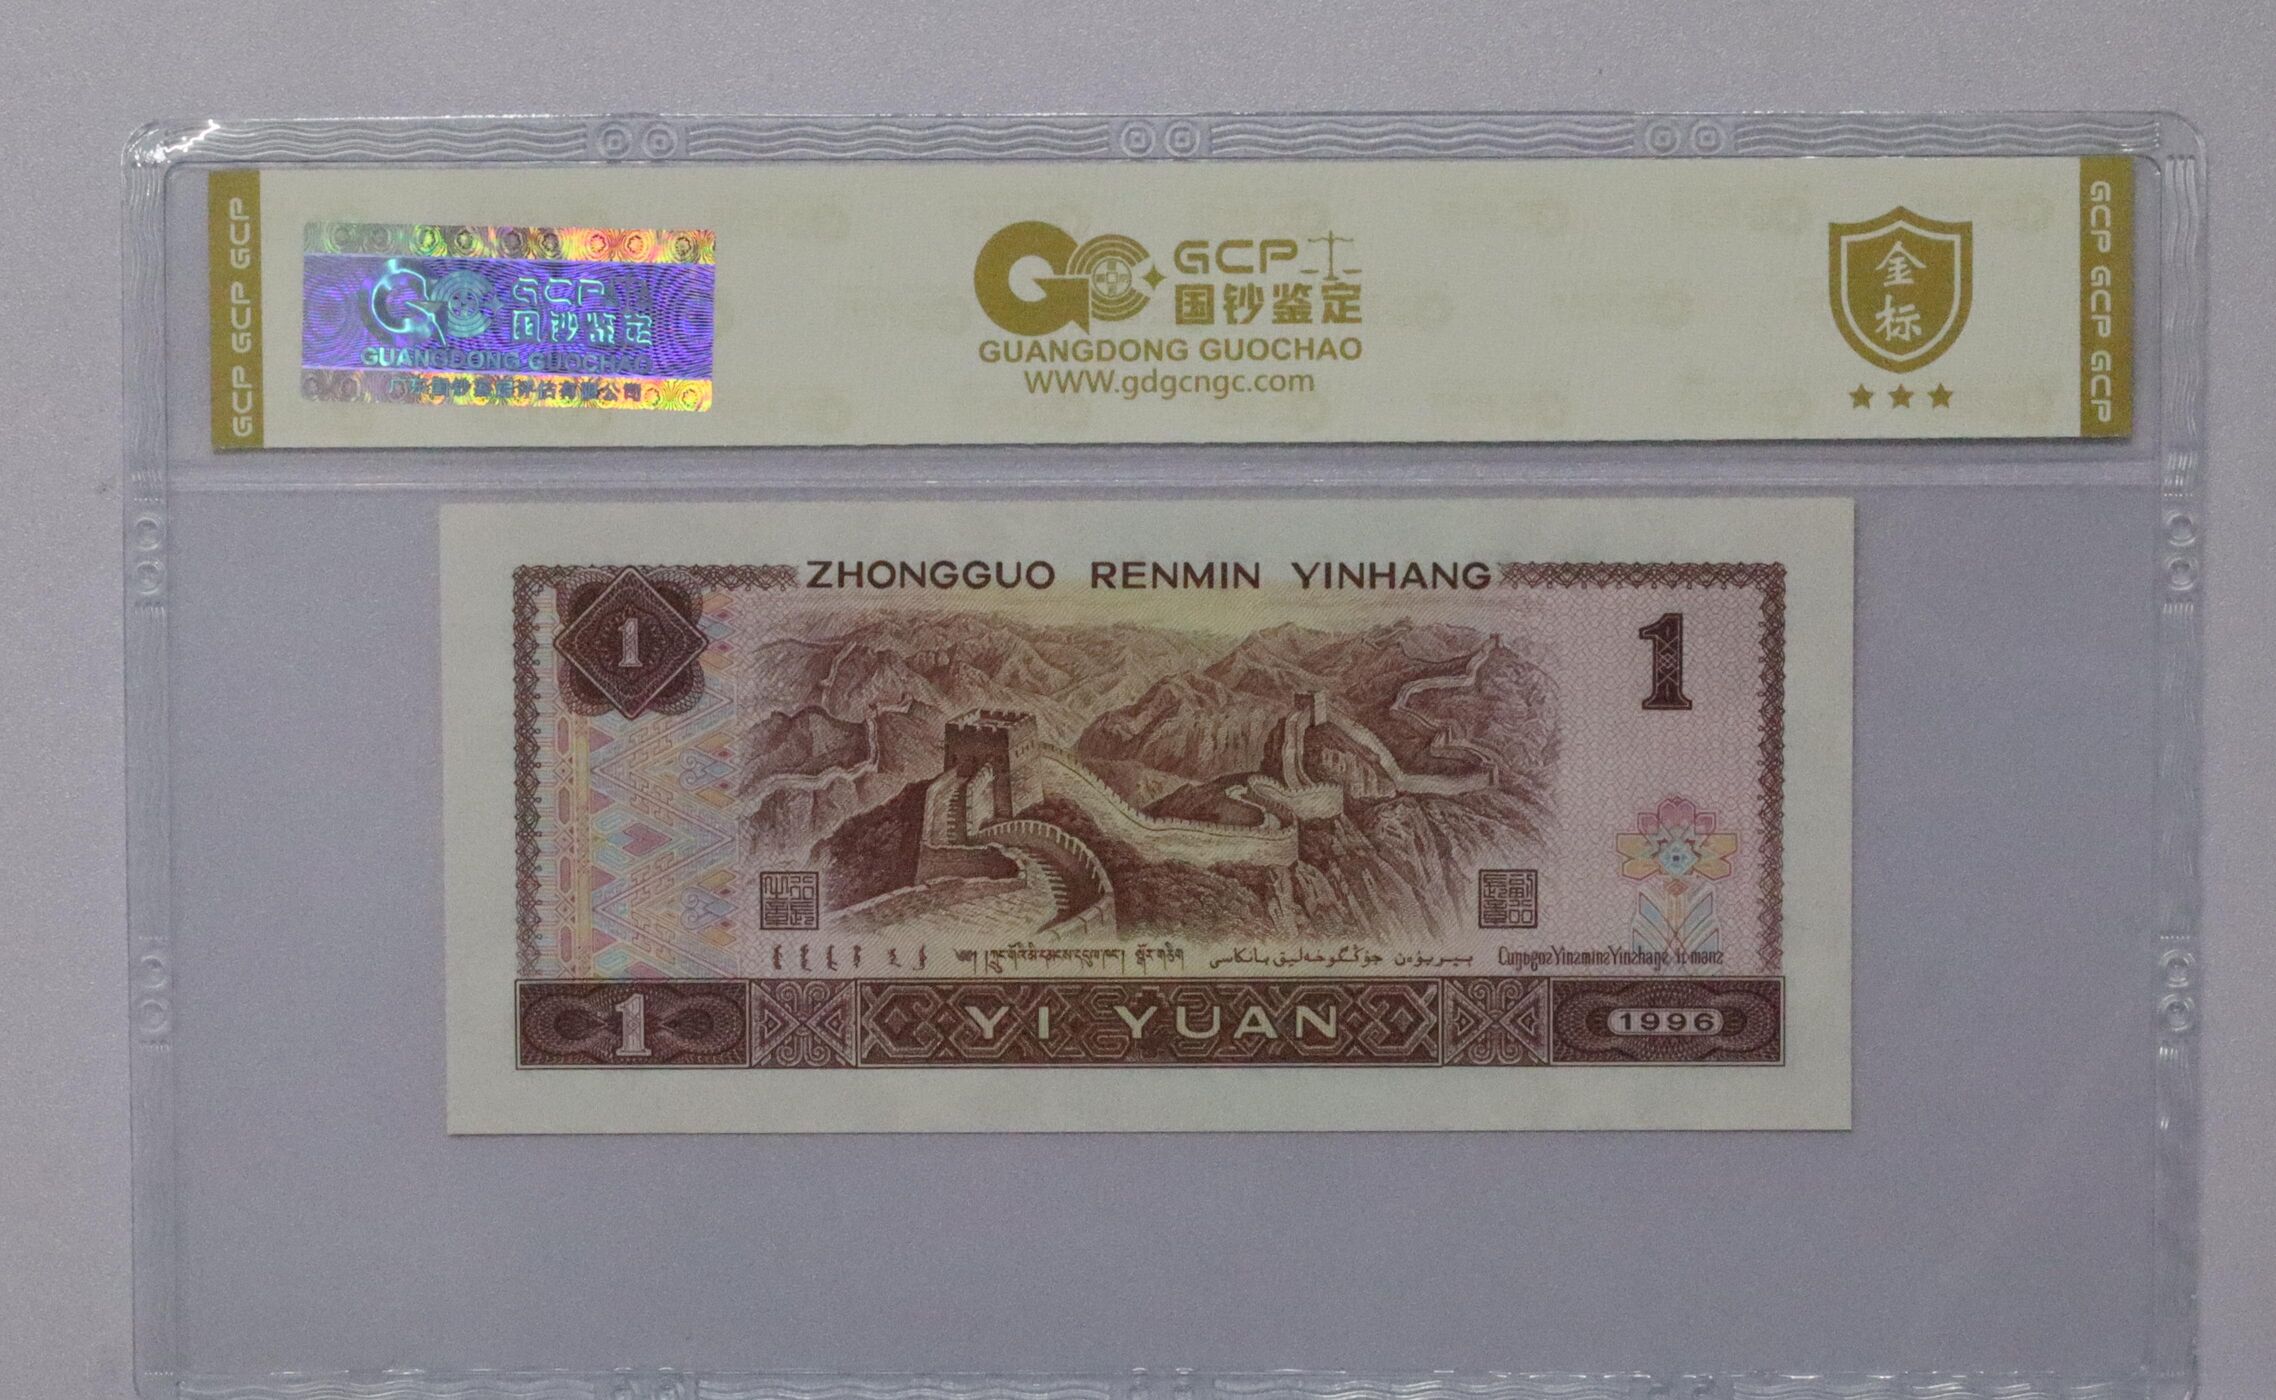 GCP GCP GCP
GCP
国钞鉴定
GUANGDONG GUOCHAO
GCP
国钞鉴定
GUANGDONG GUOCHAO
WWW.gdgcngc.com
金
标
GCP GCP GCP
ZHONGGUO RENMIN YINHANG
1
1
1
YI YUAN
1996